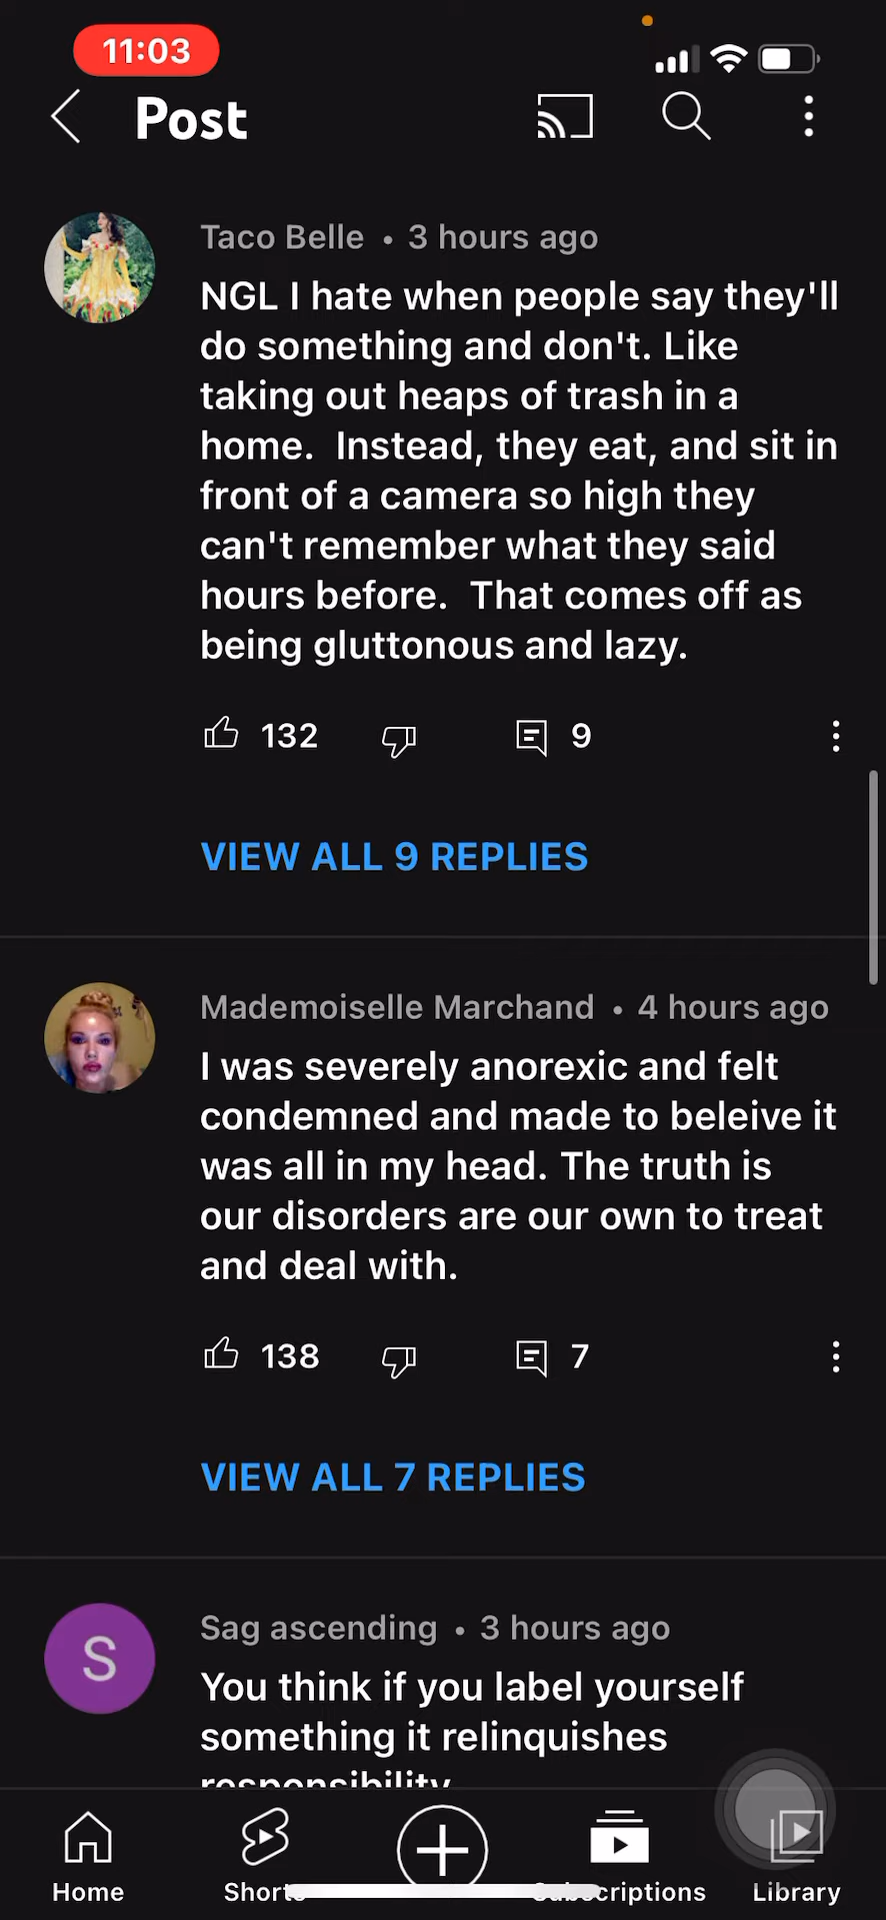 11:03
Post
Taco Belle • 3 hours ago
NGL I hate when people say they'll
do something and don't. Like
taking out heaps of trash in a
home.  Instead, they eat, and sit in
front of a camera so high they
can't remember what they said
hours before.  That comes off as
being gluttonous and lazy.
132
9
VIEW ALL 9 REPLIES
Mademoiselle Marchand • 4 hours ago
I was severely anorexic and felt
condemned and made to beleive it
was all in my head. The truth is
our disorders are our own to treat
and deal with.
138
7
VIEW ALL 7 REPLIES
S
Sag ascending • 3 hours ago
You think if you label yourself
something it relinquishes
responsibility
Home
Shorts
Subscriptions
Library